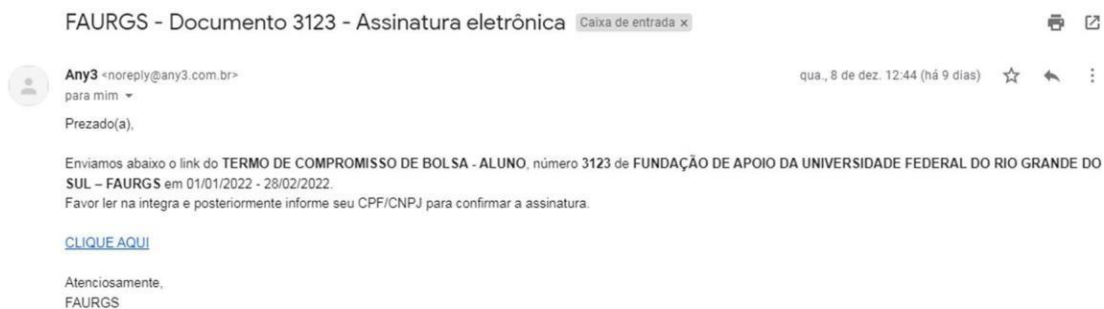 FAURGS - Documento 3123 - Assinatura eletrônica Caixa de entrada x
Any3 <noreply@any3.com.br> qua., 8 de dez. 12:44 (há 9 dias)
para mim
Prezado(a),
Enviamos abaixo o link do TERMO DE COMPROMISSO DE BOLSA - ALUNO, número 3123 de FUNDAÇÃO DE APOIO DA UNIVERSIDADE FEDERAL DO RIO GRANDE DO
SUL – FAURGS em 01/01/2022 - 28/02/2022.
Favor ler na integra e posteriormente informe seu CPF/CNPJ para confirmar a assinatura.
CLIQUE AQUI
Atenciosamente,
FAURGS